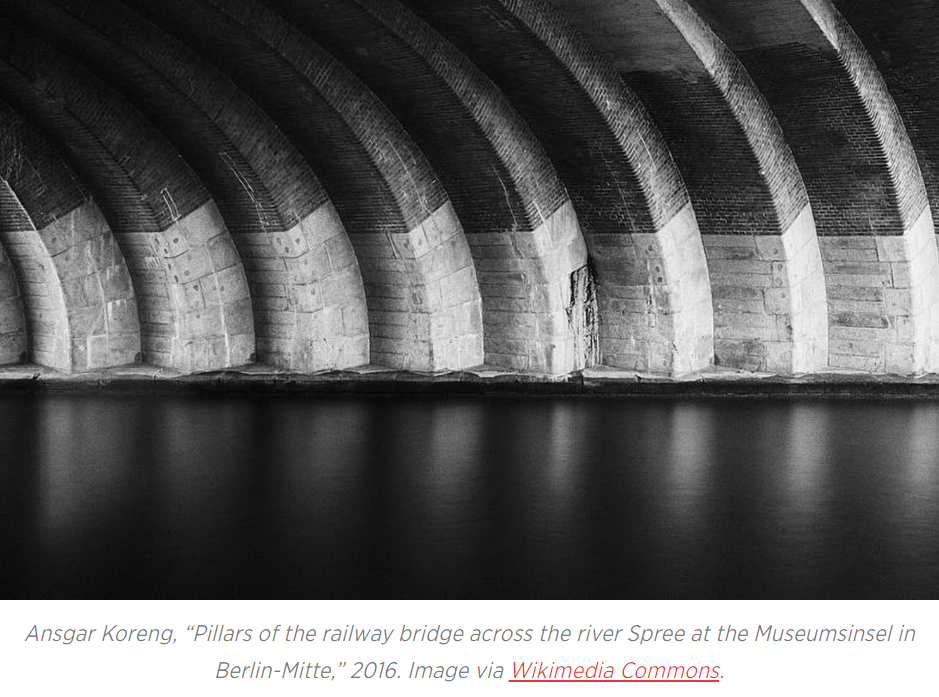 Ansgar Koreng, “Pillars of the railway bridge across the river Spree at the Museumsinsel in
Berlin-Mitte,” 2016. Image via Wikimedia Commons.